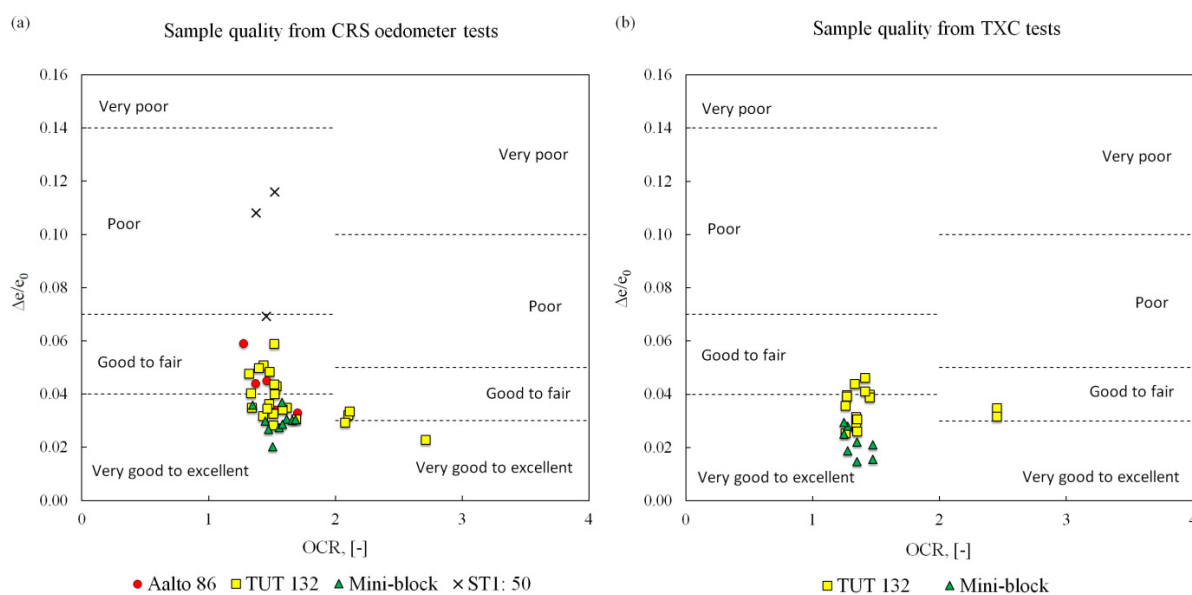 (a)
Sample quality from CRS oedometer tests
0.16
0.14
0.12
0.10
0.08
0.06
0.04
0.02
0.00
Δe/e0
Very poor
Very poor
Poor
Poor
Good to fair
Good to fair
Very good to excellent
Very good to excellent
0 1 2 3 4
OCR, [-]
Aalto 86 TUT 132 Mini-block ST1: 50
(b)
Sample quality from TXC tests
0.16
0.14
0.12
0.10
0.08
0.06
0.04
0.02
0.00
Δe/e0
Very poor
Very poor
Poor
Poor
Good to fair
Good to fair
Very good to excellent
Very good to excellent
0 1 2 3 4
OCR, [-]
TUT 132 Mini-block